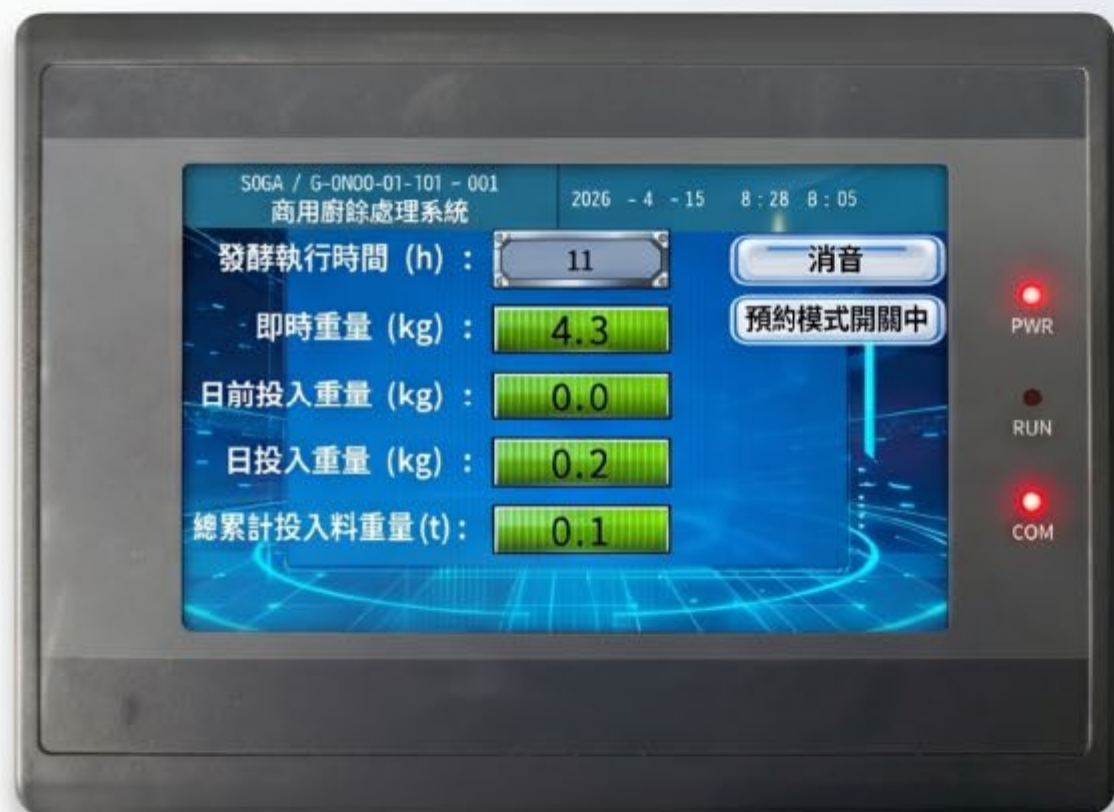 SOGA / G-0N00-01-T01 - 001
商用廚餘處理系統
2026 - 4 - 15 8 : 28 8 : 05
發酵執行時間 (h) : 11
消音
即時重量 (kg) : 4.3
預約模式開關中
日前投入重量 (kg) : 0.0
日投入重量 (kg) : 0.2
總累計投入料重量(t) : 0.1
PWR
RUN
COM